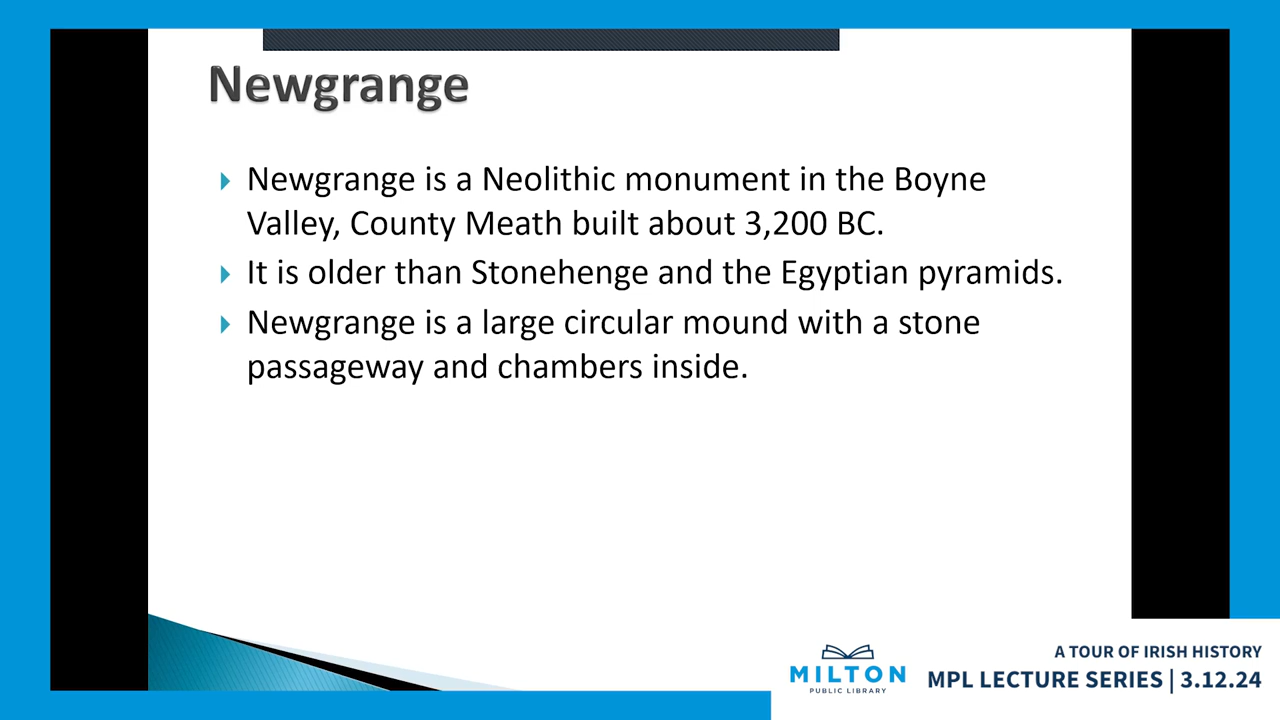 Newgrange
Newgrange is a Neolithic monument in the Boyne
Valley, County Meath built about 3,200 BC.
It is older than Stonehenge and the Egyptian pyramids.
Newgrange is a large circular mound with a stone
passageway and chambers inside.
MILTON
PUBLIC LIBRARY
A TOUR OF IRISH HISTORY
MPL LECTURE SERIES | 3.12.24